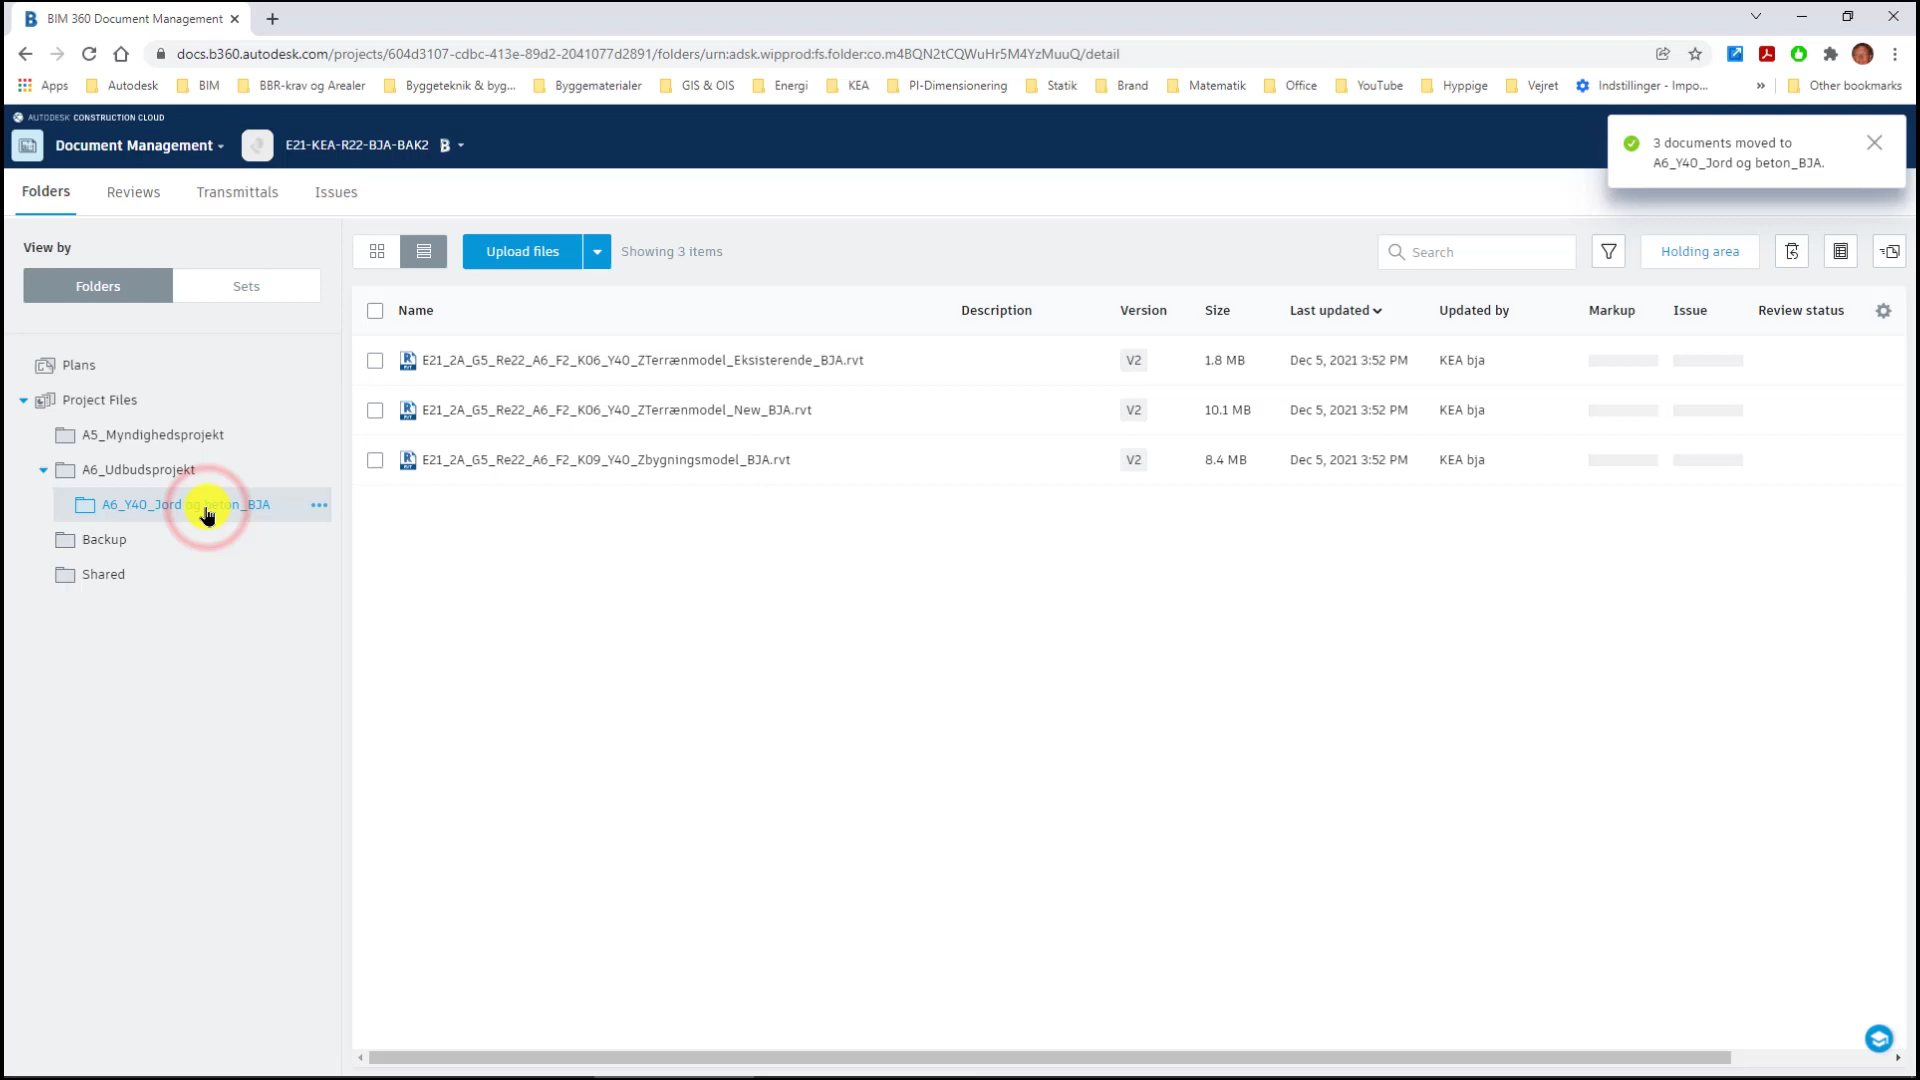 BIM 360 Document Management
docs.b360.autodesk.com/projects/604d3107-cdbc-413e-89d2-2041077d2891/folders/urn:adsk.wipprod:fs.folder:co.m4BQN2tCQWuHr5M4YzMuuQ/detail
Apps Autodesk BIM BBR-krav og Arealer Byggeteknik & byg... Byggematerialer GIS & OIS Energi KEA PI-Dimensionering Statik Brand Matematik Office YouTube Hyppige Vejret Indstillinger - Impo... » Other bookmarks
AUTODESK CONSTRUCTION CLOUD
Document Management E21-KEA-R22-BJA-BAK2 B
3 documents moved to
A6_Y40_Jord og beton_BJA.
Folders Reviews Transmittals Issues
View by
Folders Sets
Upload files Showing 3 items Search Holding area
Name Description Version Size Last updated Updated by Markup Issue Review status
E21_2A_G5_Re22_A6_F2_K06_Y40_ZTerrænmodel_Eksisterende_BJA.rvt V2 1.8 MB Dec 5, 2021 3:52 PM KEA bja
E21_2A_G5_Re22_A6_F2_K06_Y40_ZTerrænmodel_New_BJA.rvt V2 10.1 MB Dec 5, 2021 3:52 PM KEA bja
E21_2A_G5_Re22_A6_F2_K09_Y40_Zbygningsmodel_BJA.rvt V2 8.4 MB Dec 5, 2021 3:52 PM KEA bja
Plans
Project Files
A5_Myndighedsprojekt
A6_Udbudsprojekt
A6_Y40_Jord og beton_BJA
Backup
Shared